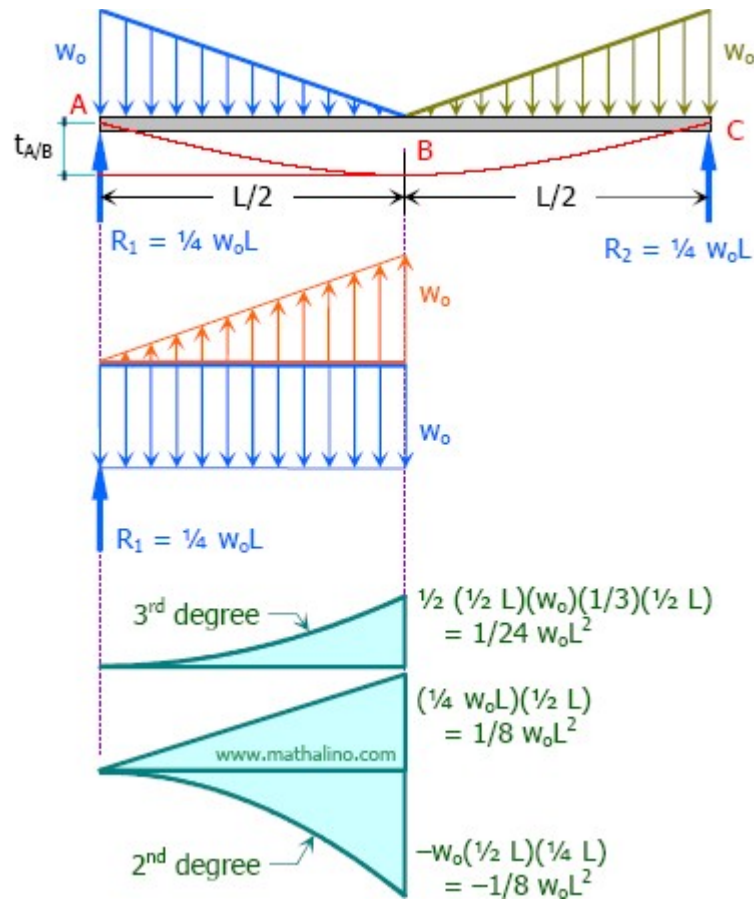 wₒ
wₒ
A
C
B
t_A/B
L/2
L/2
R₁ = ¼ wₒL
R₂ = ¼ wₒL
wₒ
wₒ
R₁ = ¼ wₒL
3ʳᵈ degree
½ (½ L)(wₒ)(1/3)(½ L)
= 1/24 wₒL²
(¼ wₒL)(½ L)
= 1/8 wₒL²
www.mathalino.com
2ⁿᵈ degree
–wₒ(½ L)(¼ L)
= –1/8 wₒL²